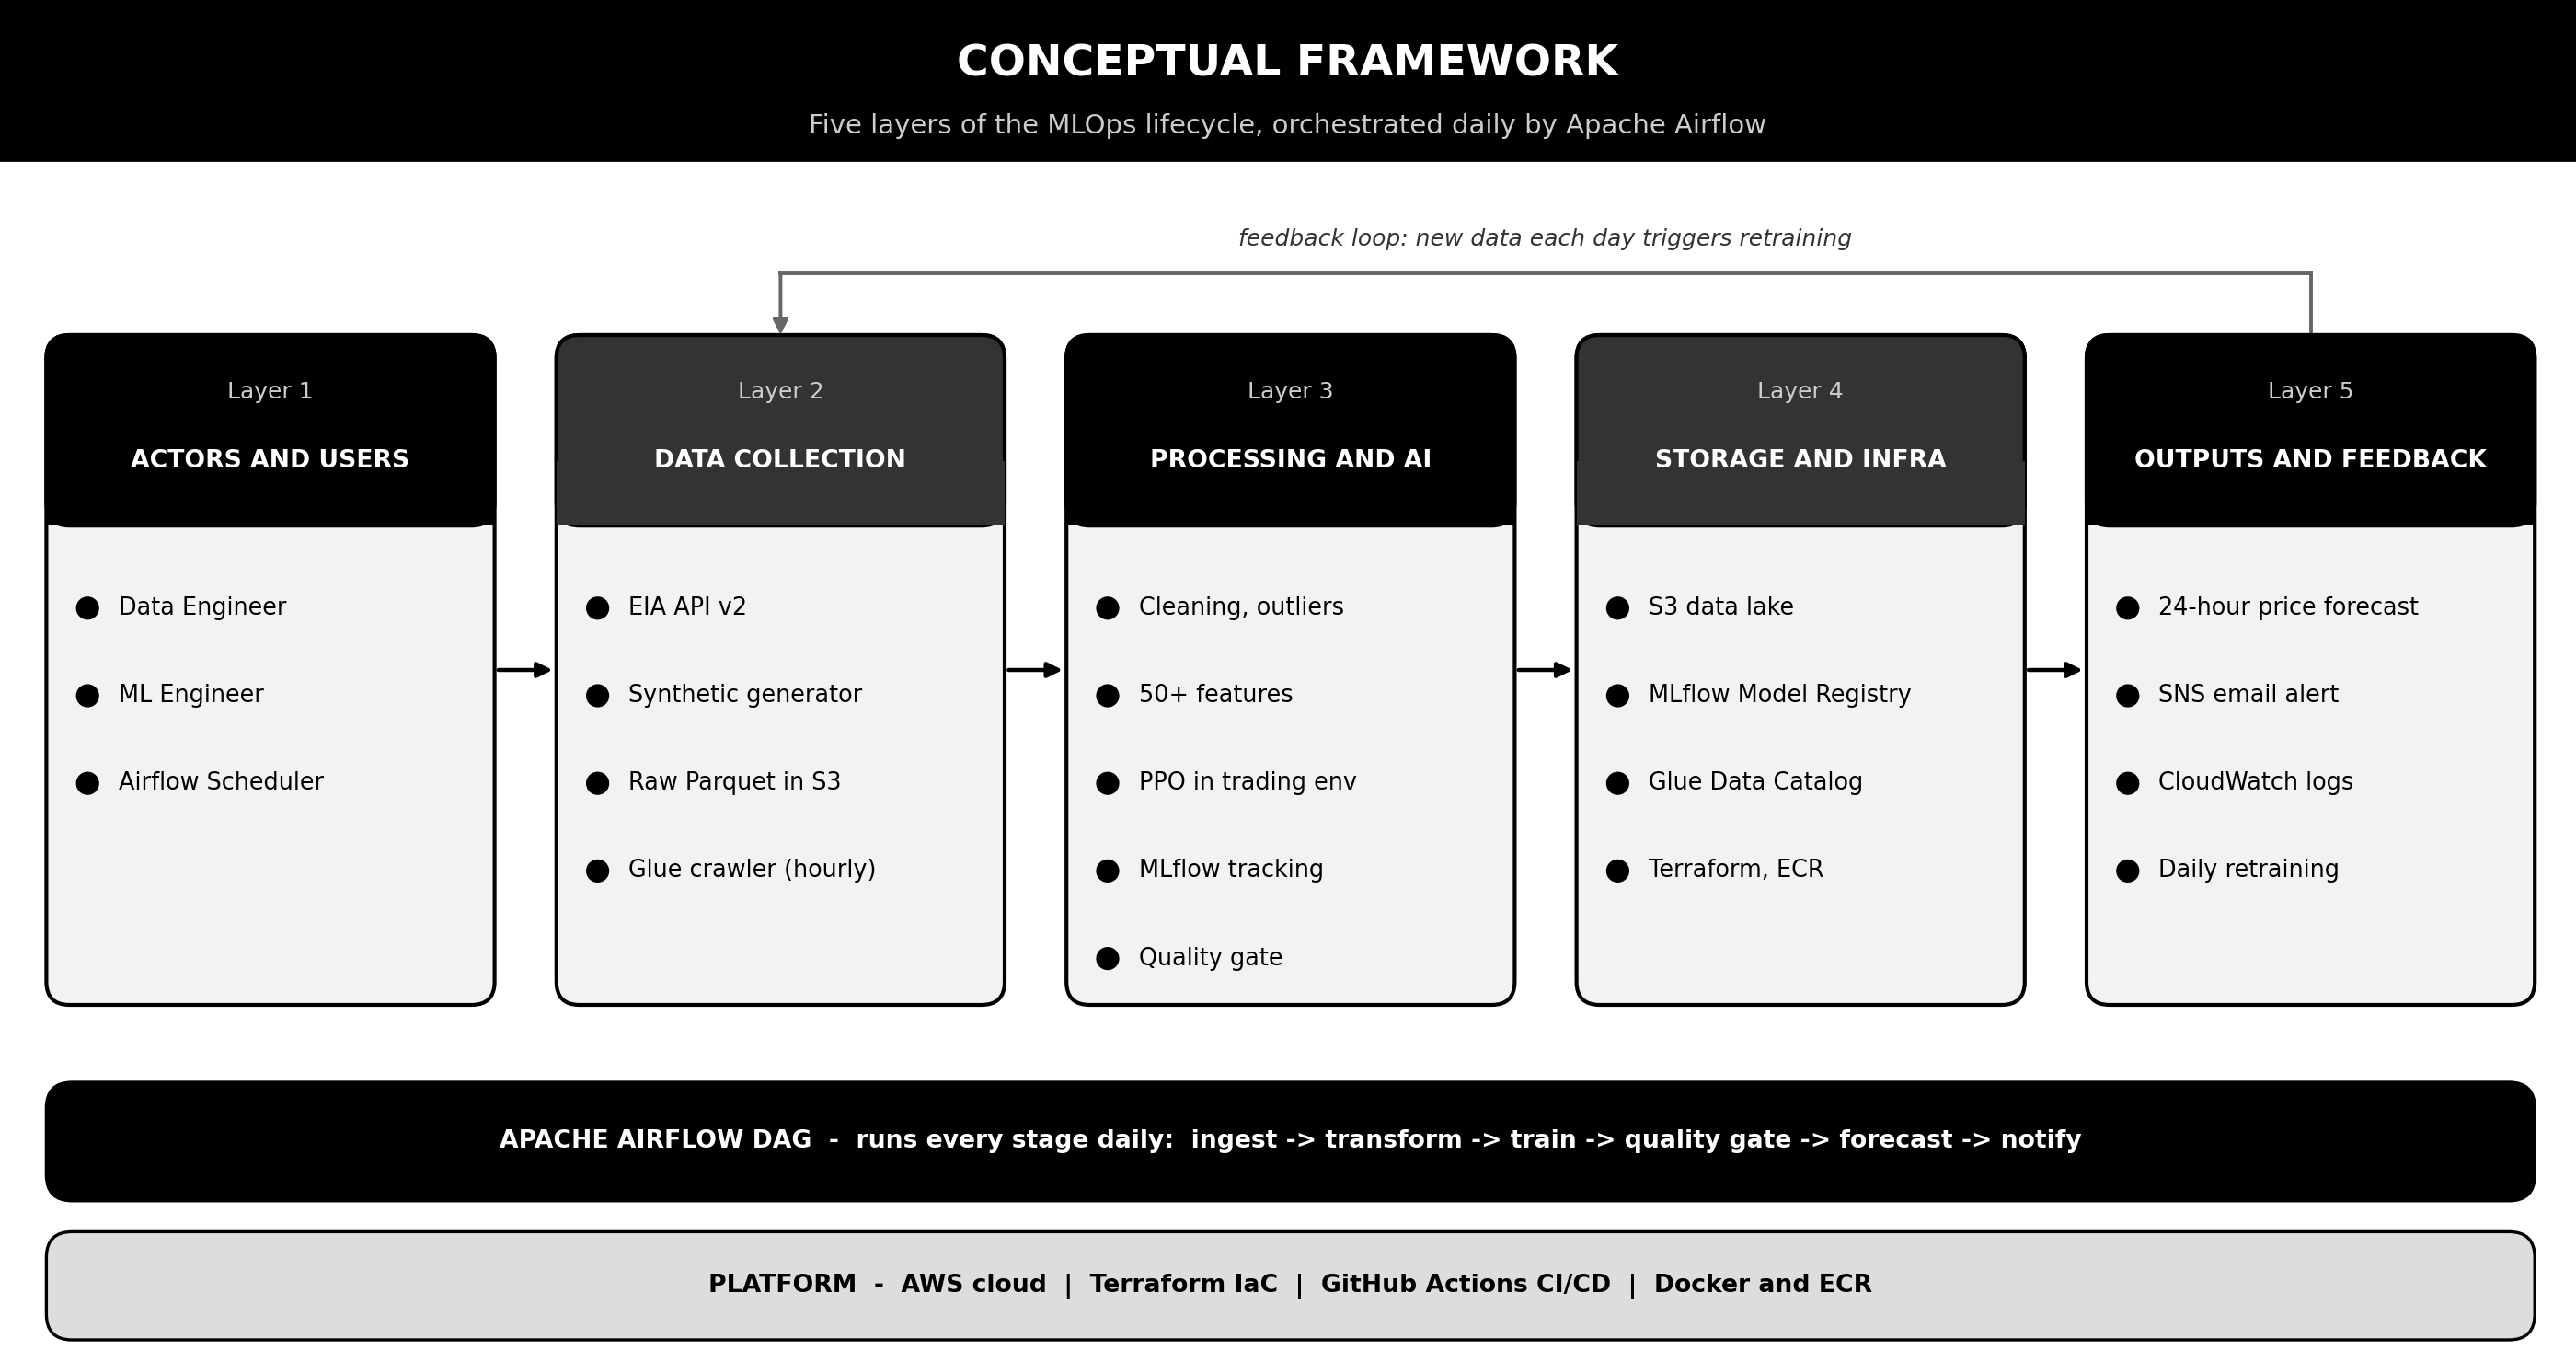 CONCEPTUAL FRAMEWORK
Five layers of the MLOps lifecycle, orchestrated daily by Apache Airflow
feedback loop: new data each day triggers retraining
Layer 1
ACTORS AND USERS
Data Engineer
ML Engineer
Airflow Scheduler
Layer 2
DATA COLLECTION
EIA API v2
Synthetic generator
Raw Parquet in S3
Glue crawler (hourly)
Layer 3
PROCESSING AND AI
Cleaning, outliers
50+ features
PPO in trading env
MLflow tracking
Quality gate
Layer 4
STORAGE AND INFRA
S3 data lake
MLflow Model Registry
Glue Data Catalog
Terraform, ECR
Layer 5
OUTPUTS AND FEEDBACK
24-hour price forecast
SNS email alert
CloudWatch logs
Daily retraining
APACHE AIRFLOW DAG - runs every stage daily: ingest -> transform -> train -> quality gate -> forecast -> notify
PLATFORM - AWS cloud | Terraform IaC | GitHub Actions CI/CD | Docker and ECR